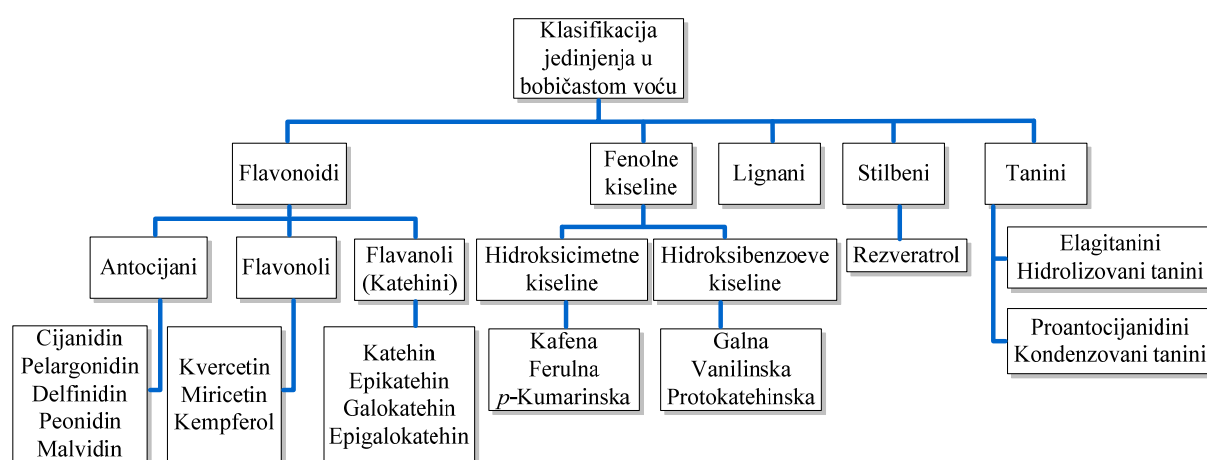 Klasifikacija
jedinjenja u
bobičastom voću
Flavonoidi
Fenolne
kiseline
Lignani
Stilbeni
Tanini
Antocijani
Flavonoli
Flavanoli
(Katehini)
Hidroksicimetne
kiseline
Hidroksibenzoeve
kiseline
Rezveratrol
Elagitanini
Hidrolizovani tanini
Proantocijanidini
Kondenzovani tanini
Cijanidin
Pelargonidin
Delfinidin
Peonidin
Malvidin
Kvercetin
Miricetin
Kempferol
Katehin
Epikatehin
Galokatehin
Epigalokatehin
Kafena
Ferulna
p-Kumarinska
Galna
Vanilinska
Protokatehinska